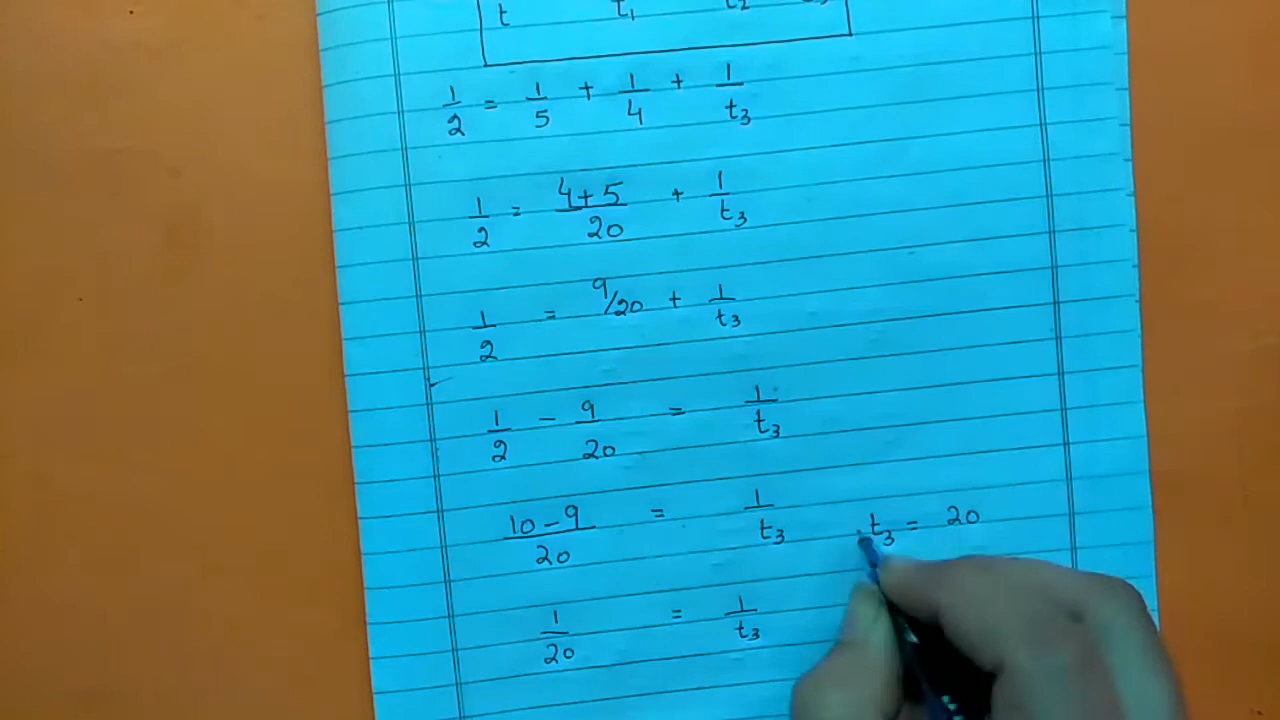 t t₁ t₂
1/2 = 1/5 + 1/4 + 1/t₃
1/2 = 4+5/20 + 1/t₃
1/2 = 9/20 + 1/t₃
1/2 - 9/20 = 1/t₃
10-9/20 = 1/t₃ t₃ = 20
1/20 = 1/t₃